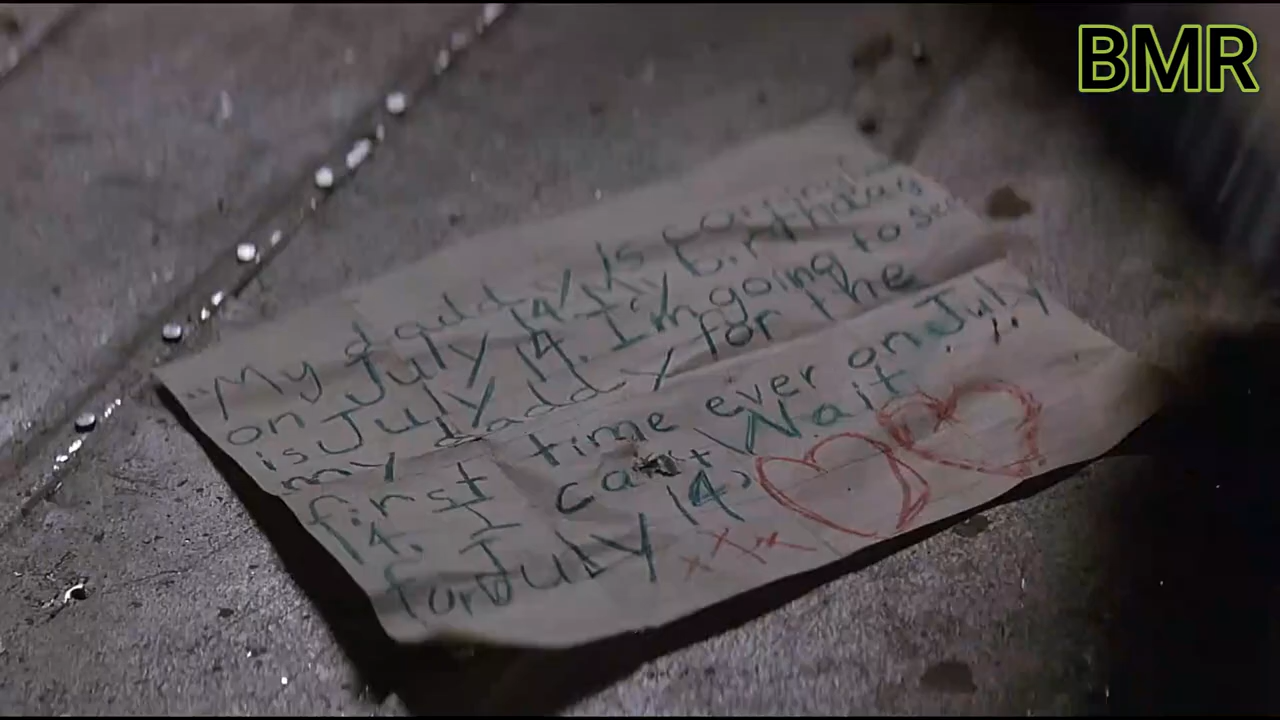 BMR
"My daddy is coming
on July 14. My birthday
is July 14. I'm going to see
my daddy for the
first time ever on July
14. I can't Wait
for July 14,
xxx